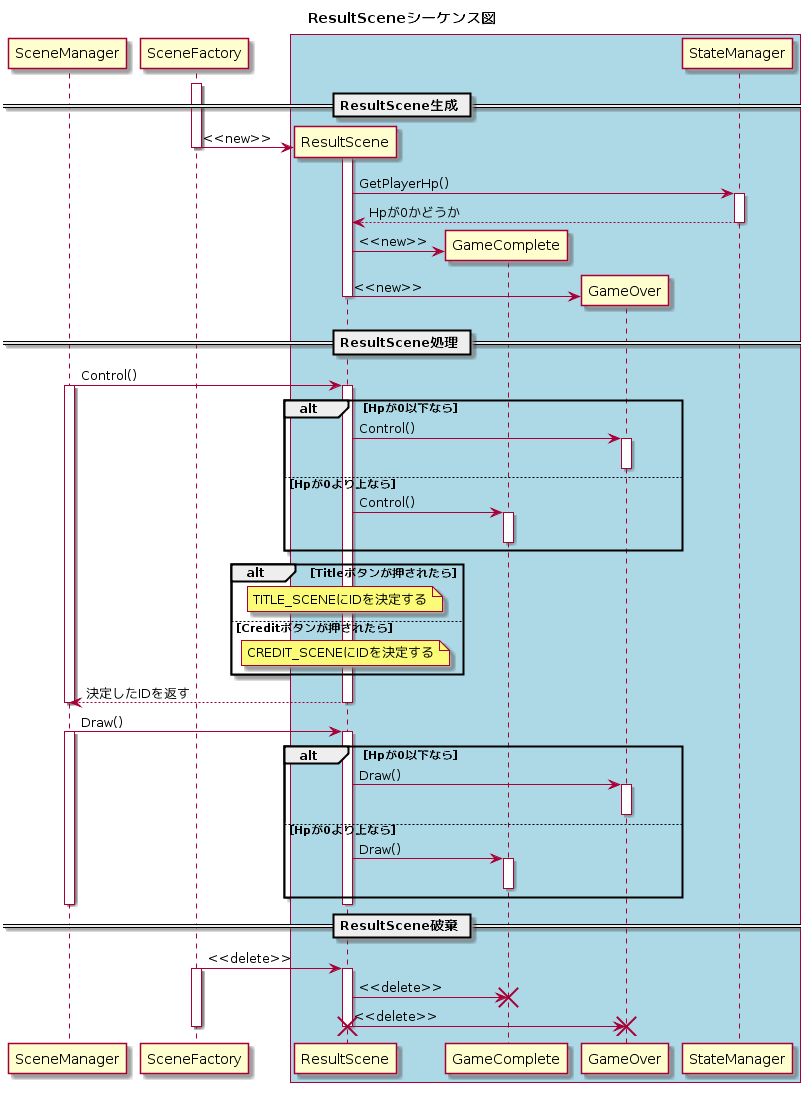 ResultSceneシーケンス図
SceneManager
SceneFactory
StateManager
ResultScene生成
<<new>>
ResultScene
GetPlayerHp()
Hpが0かどうか
<<new>>
GameComplete
<<new>>
GameOver
ResultScene処理
Control()
alt
[Hpが0以下なら]
Control()
[Hpが0より上なら]
Control()
alt
[Titleボタンが押されたら]
TITLE_SCENEにIDを決定する
[Creditボタンが押されたら]
CREDIT_SCENEにIDを決定する
決定したIDを返す
Draw()
alt
[Hpが0以下なら]
Draw()
[Hpが0より上なら]
Draw()
ResultScene破棄
<<delete>>
<<delete>>
<<delete>>
SceneManager
SceneFactory
ResultScene
GameComplete
GameOver
StateManager